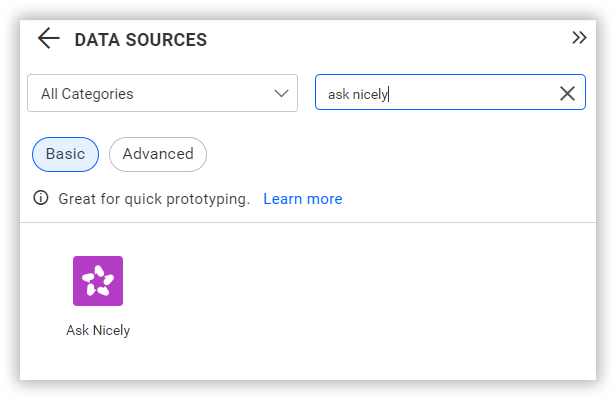 DATA SOURCES
All Categories
ask nicely
Basic
Advanced
Great for quick prototyping. Learn more
Ask Nicely